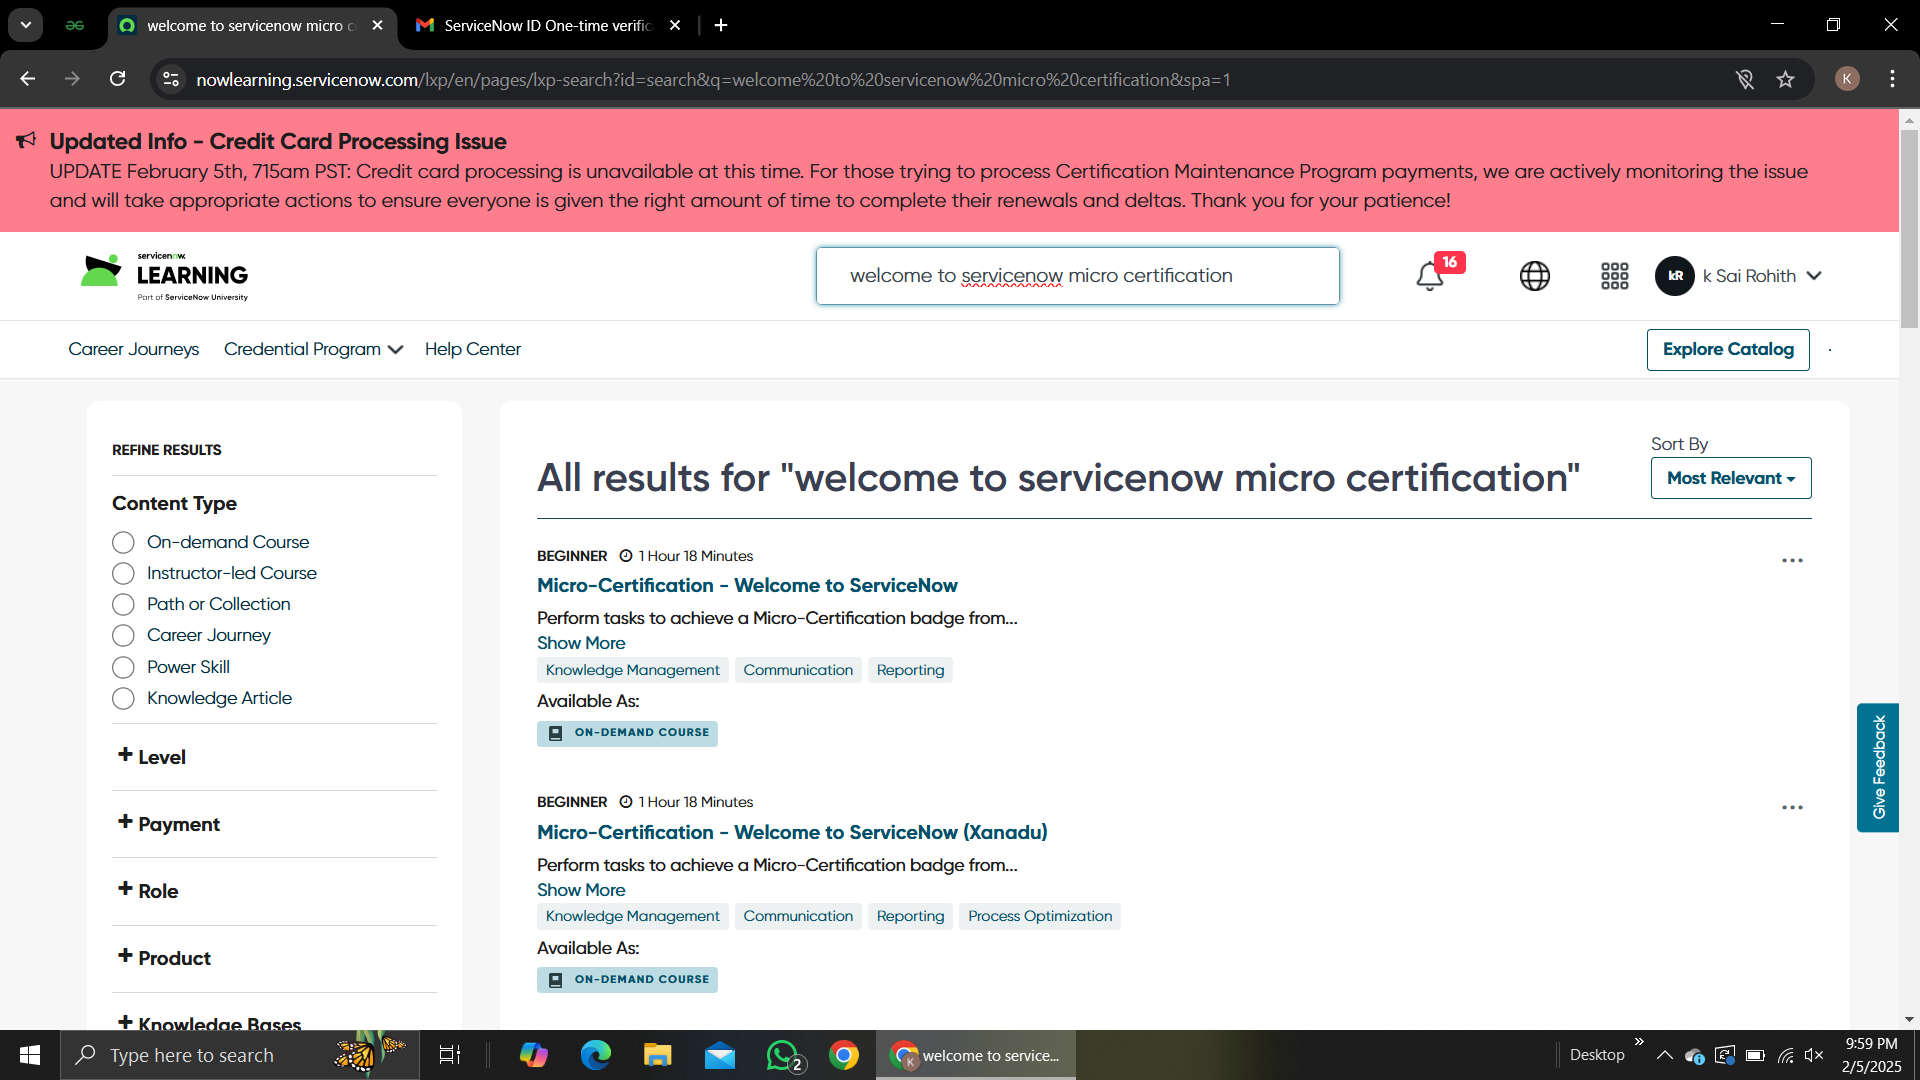 welcome to servicenow micro c
ServiceNow ID One-time verific
nowlearning.servicenow.com/lxp/en/pages/lxp-search?id=search&q=welcome%20to%20servicenow%20micro%20certification&spa=1
K
Updated Info - Credit Card Processing Issue
UPDATE February 5th, 715am PST: Credit card processing is unavailable at this time. For those trying to process Certification Maintenance Program payments, we are actively monitoring the issue
and will take appropriate actions to ensure everyone is given the right amount of time to complete their renewals and deltas. Thank you for your patience!
servicenow.
LEARNING
Part of ServiceNow University
welcome to servicenow micro certification
16
kR
k Sai Rohith
Career Journeys
Credential Program
Help Center
Explore Catalog
REFINE RESULTS
Content Type
On-demand Course
Instructor-led Course
Path or Collection
Career Journey
Power Skill
Knowledge Article
+ Level
+ Payment
+ Role
+ Product
+ Knowledge Bases
All results for "welcome to servicenow micro certification"
Sort By
Most Relevant
BEGINNER 1 Hour 18 Minutes
Micro-Certification - Welcome to ServiceNow
Perform tasks to achieve a Micro-Certification badge from...
Show More
Knowledge Management Communication Reporting
Available As:
ON-DEMAND COURSE
BEGINNER 1 Hour 18 Minutes
Micro-Certification - Welcome to ServiceNow (Xanadu)
Perform tasks to achieve a Micro-Certification badge from...
Show More
Knowledge Management Communication Reporting Process Optimization
Available As:
ON-DEMAND COURSE
Give Feedback
Type here to search
2
K
welcome to service...
Desktop
9:59 PM
2/5/2025